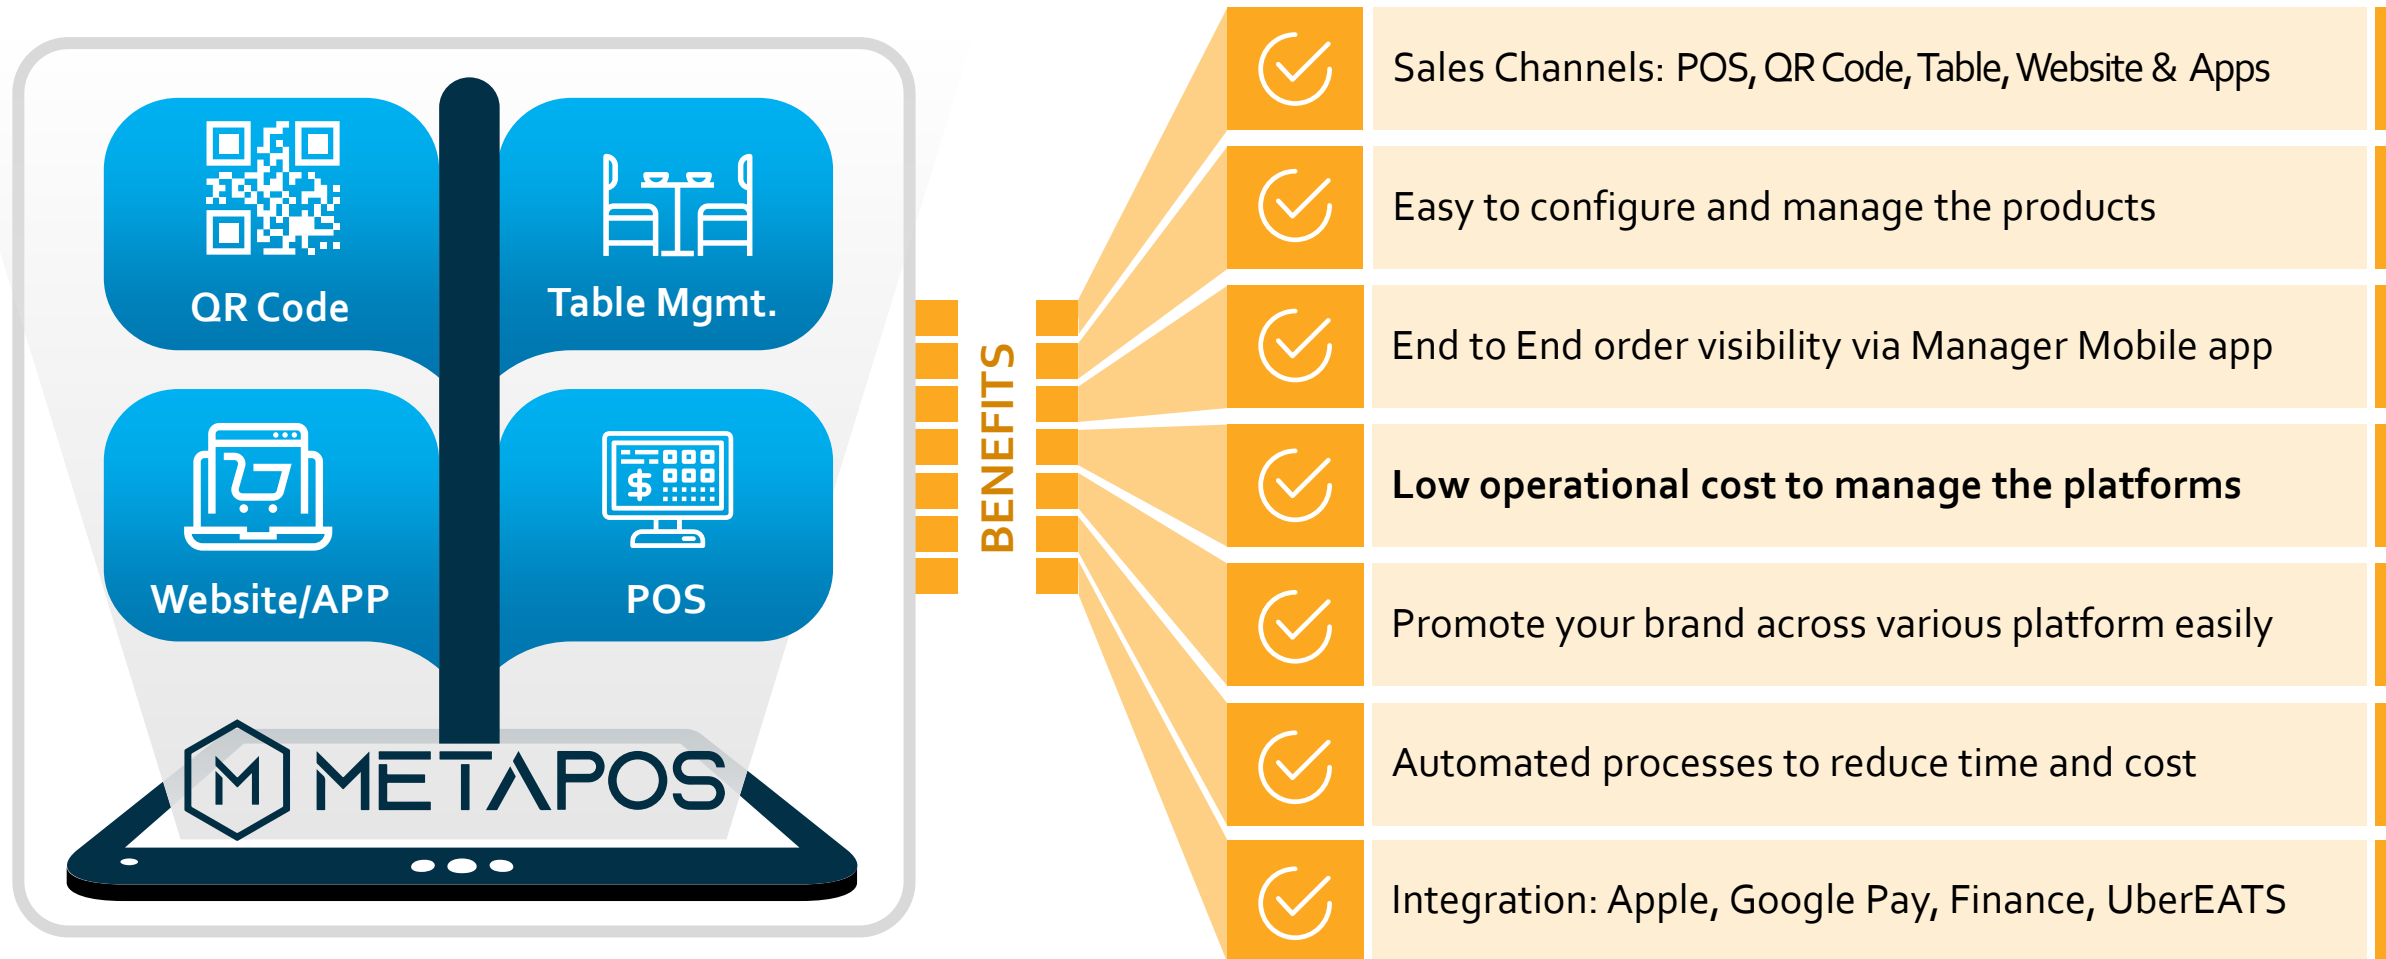 QR Code
Table Mgmt.
Website/APP
POS
M METAPOS
BENEFITS
Sales Channels: POS, QR Code, Table, Website & Apps
Easy to configure and manage the products
End to End order visibility via Manager Mobile app
Low operational cost to manage the platforms
Promote your brand across various platform easily
Automated processes to reduce time and cost
Integration: Apple, Google Pay, Finance, UberEATS